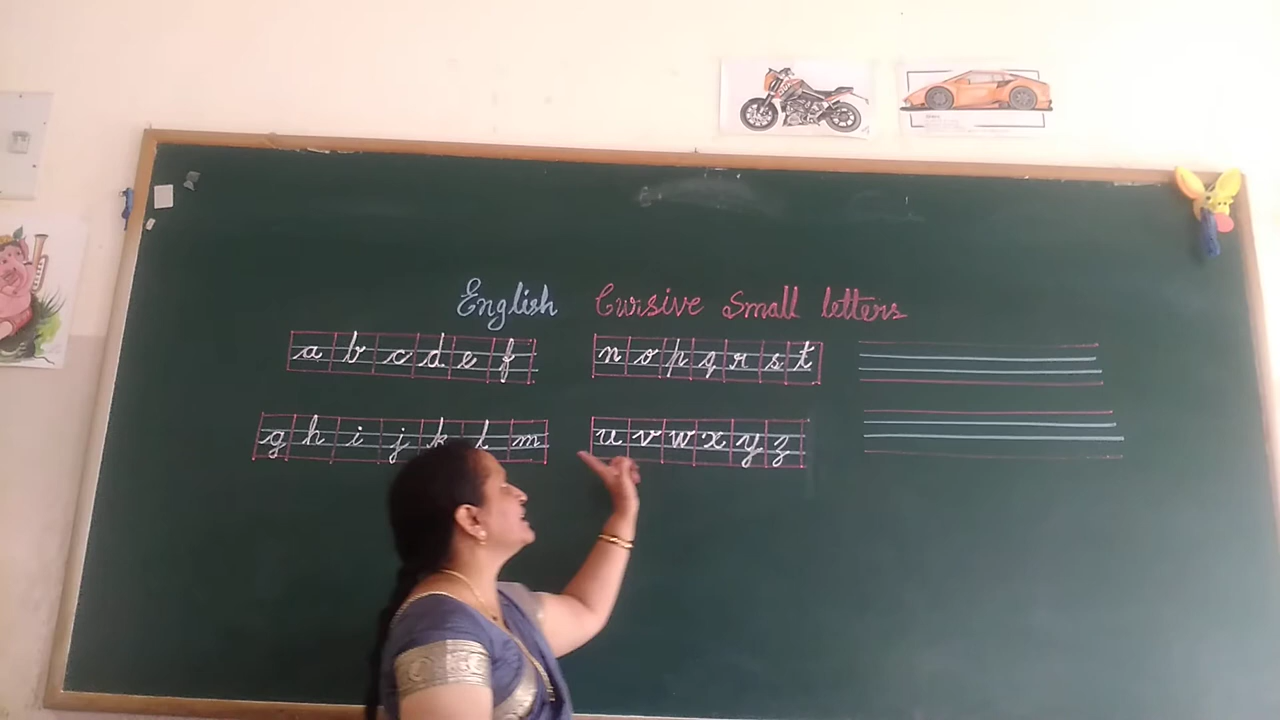 English Cursive Small letters
a b c d e f
n o p q r s t
g h i j k l m
u v w x y z